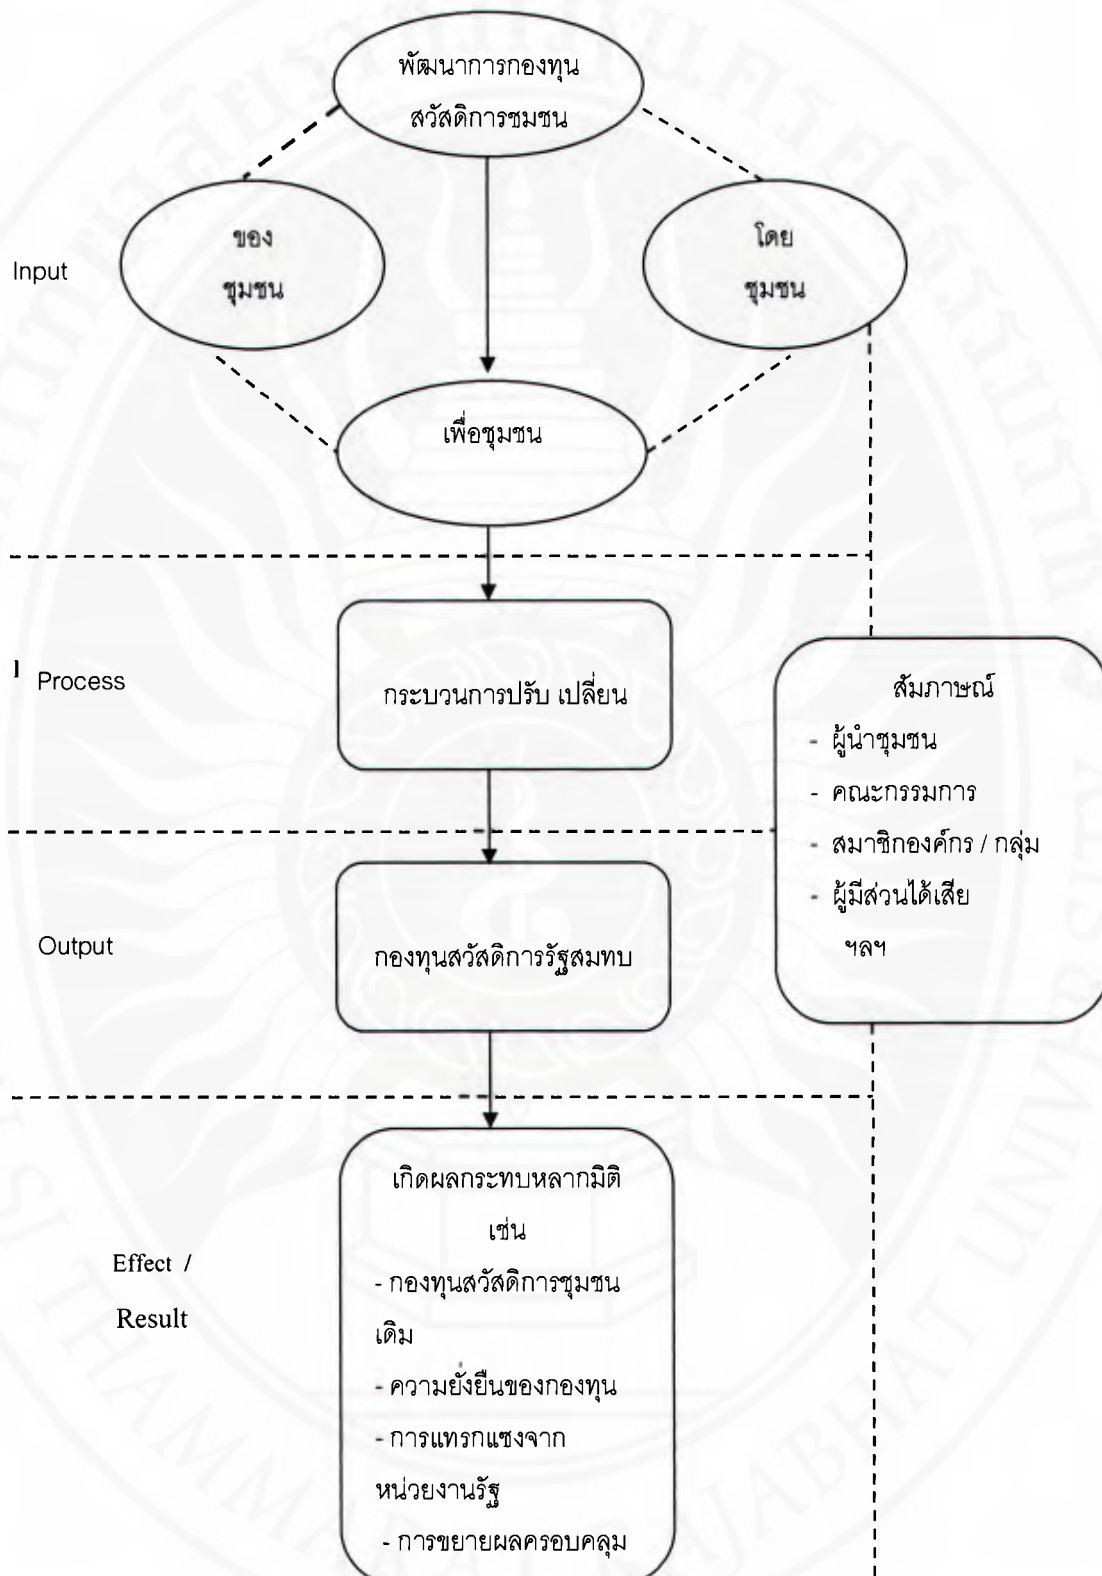 พัฒนาการกองทุน
สวัสดิการชุมชน
ของ
ชุมชน
โดย
ชุมชน
Input
เพื่อชุมชน
Process
กระบวนการปรับ เปลี่ยน
สัมภาษณ์
- ผู้นำชุมชน
- คณะกรรมการ
- สมาชิกองค์กร / กลุ่ม
- ผู้มีส่วนได้เสีย
ฯลฯ
Output
กองทุนสวัสดิการรัฐสมทบ
Effect /
Result
เกิดผลกระทบหลากมิติ
เช่น
- กองทุนสวัสดิการชุมชน
เดิม
- ความยั่งยืนของกองทุน
- การแทรกแซงจาก
หน่วยงานรัฐ
- การขยายผลครอบคลุม